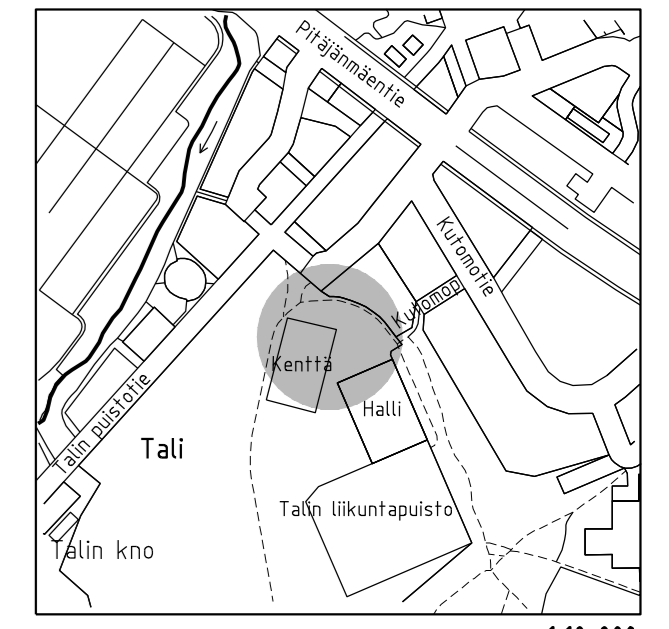 Pitäjänmäentie
Kutomotie
Kutomop
Kenttä
Halli
Talin puistotie
Tali
Talin liikuntapuisto
Talin kno